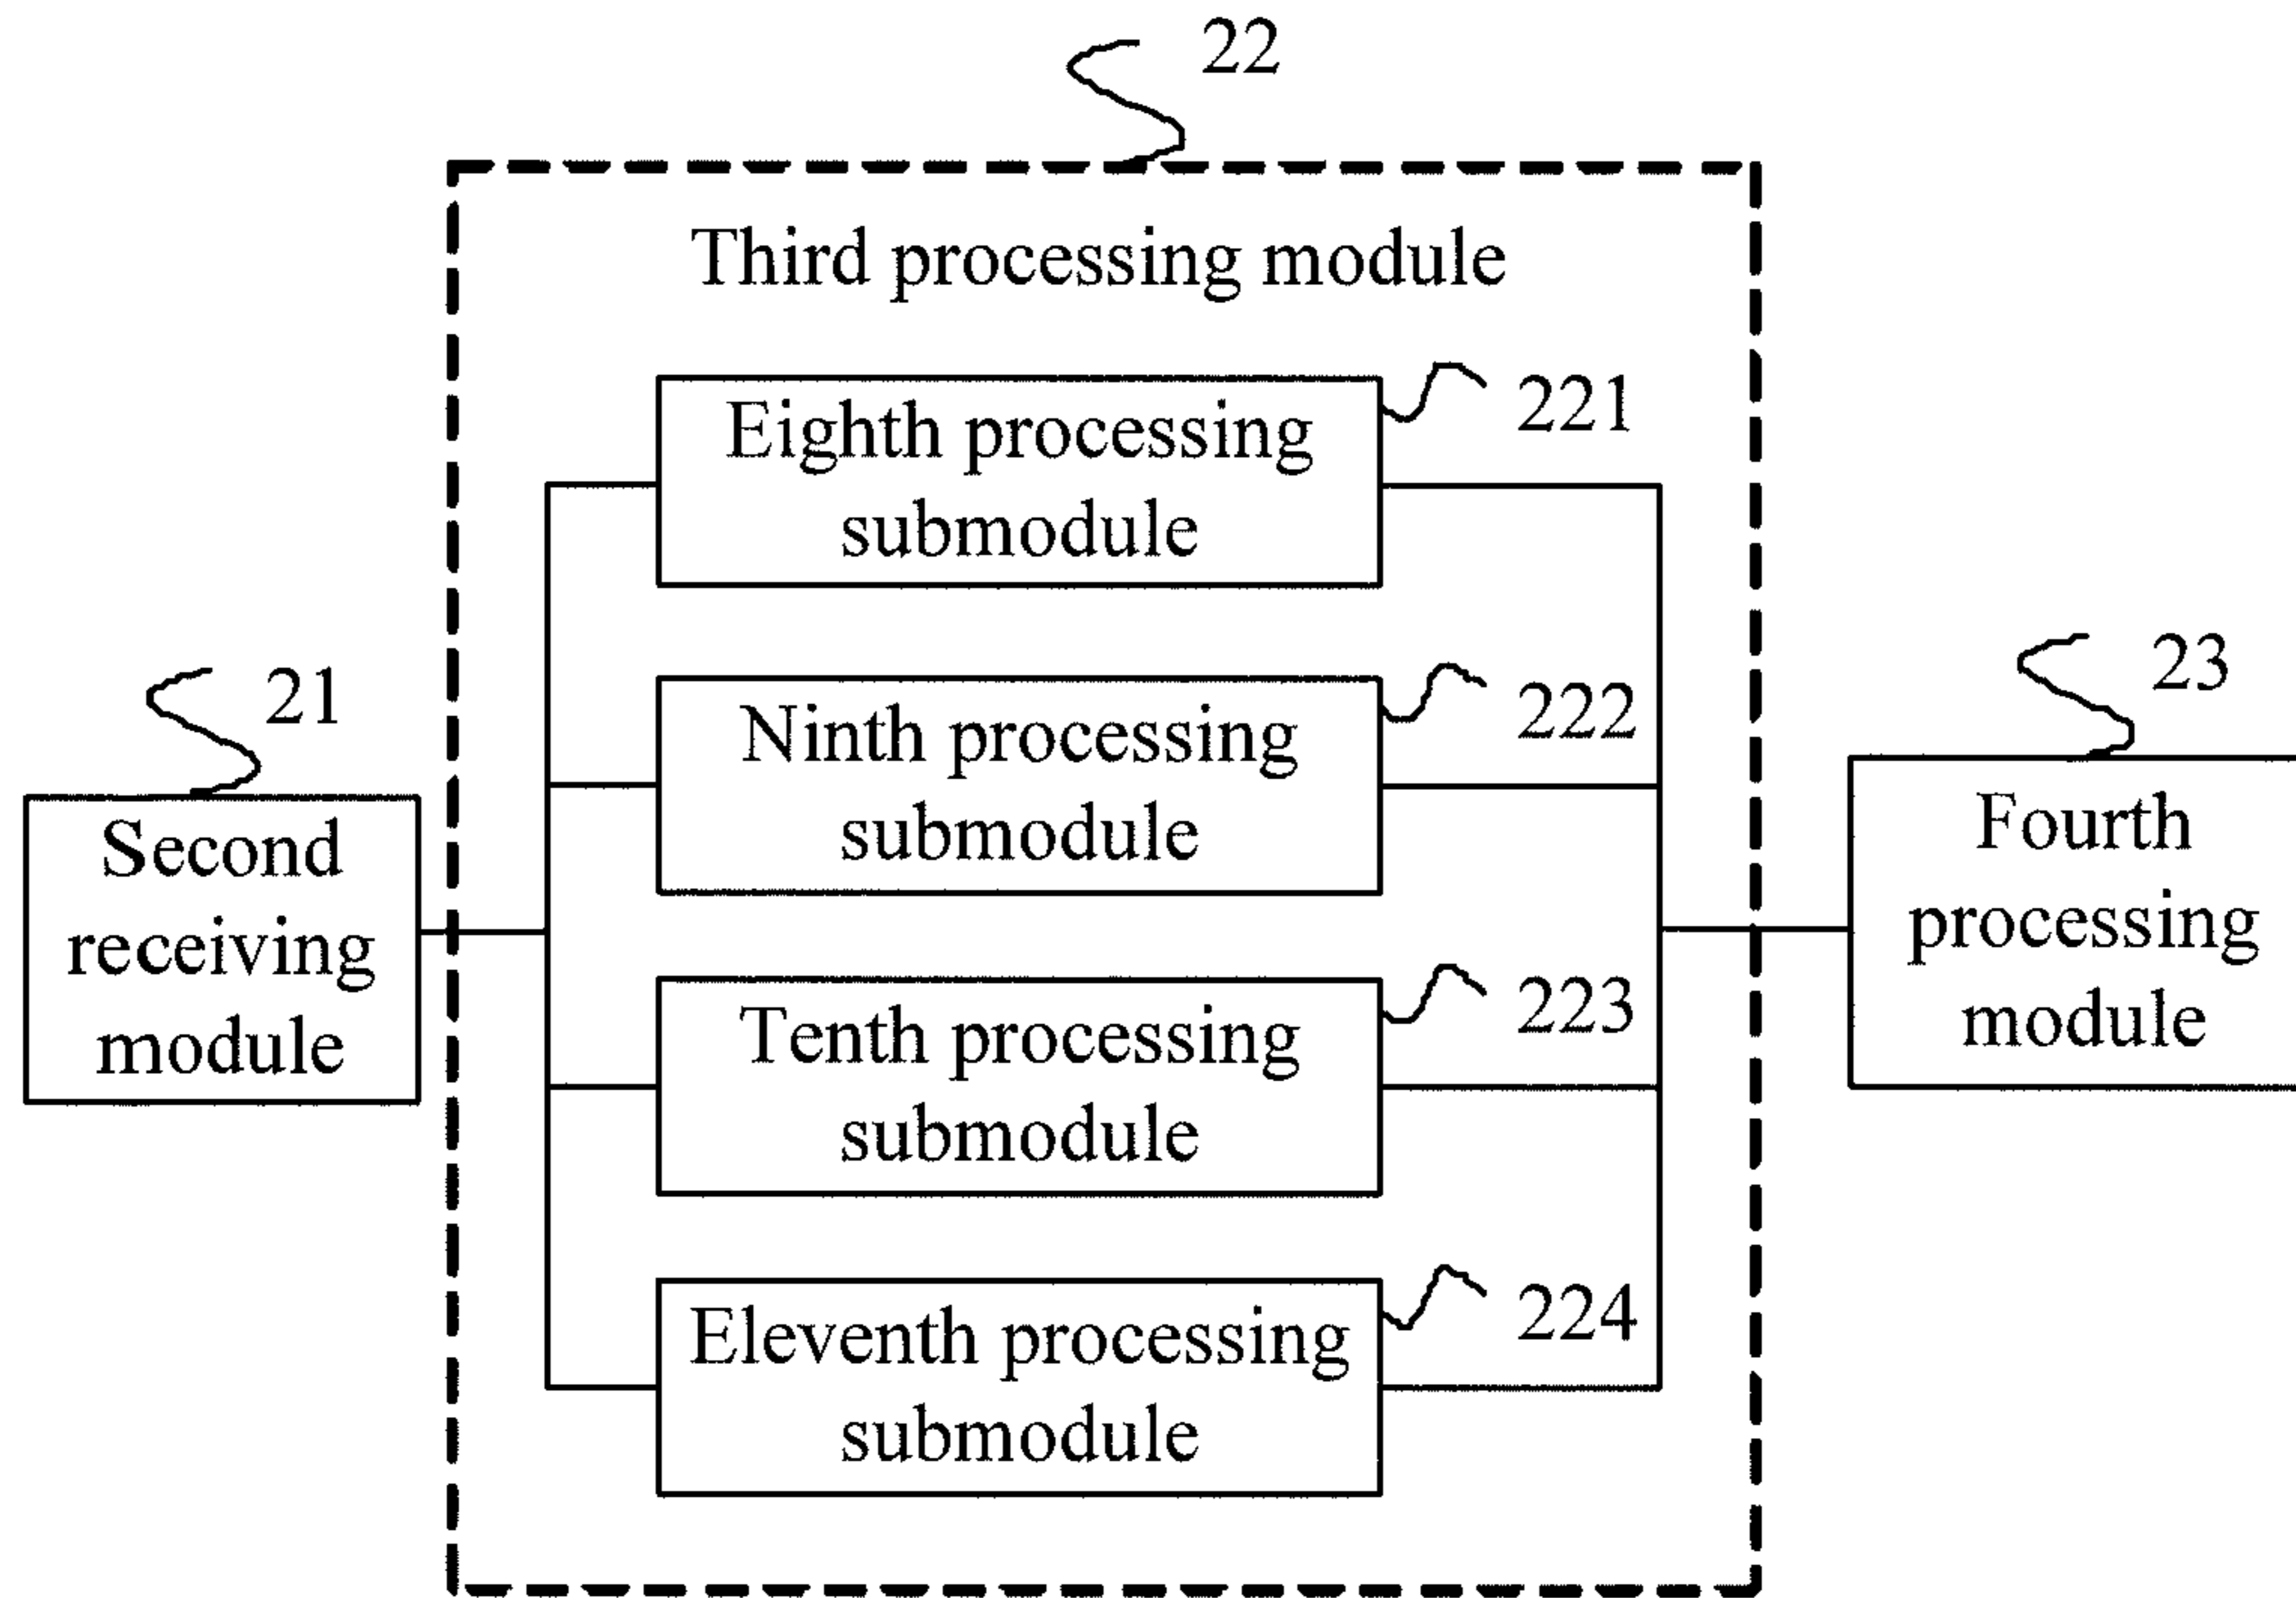 22
Third processing module
Eighth processing
submodule
221
Ninth processing
submodule
222
21
Second
receiving
module
23
Fourth
processing
module
Tenth processing
submodule
223
Eleventh processing
submodule
224